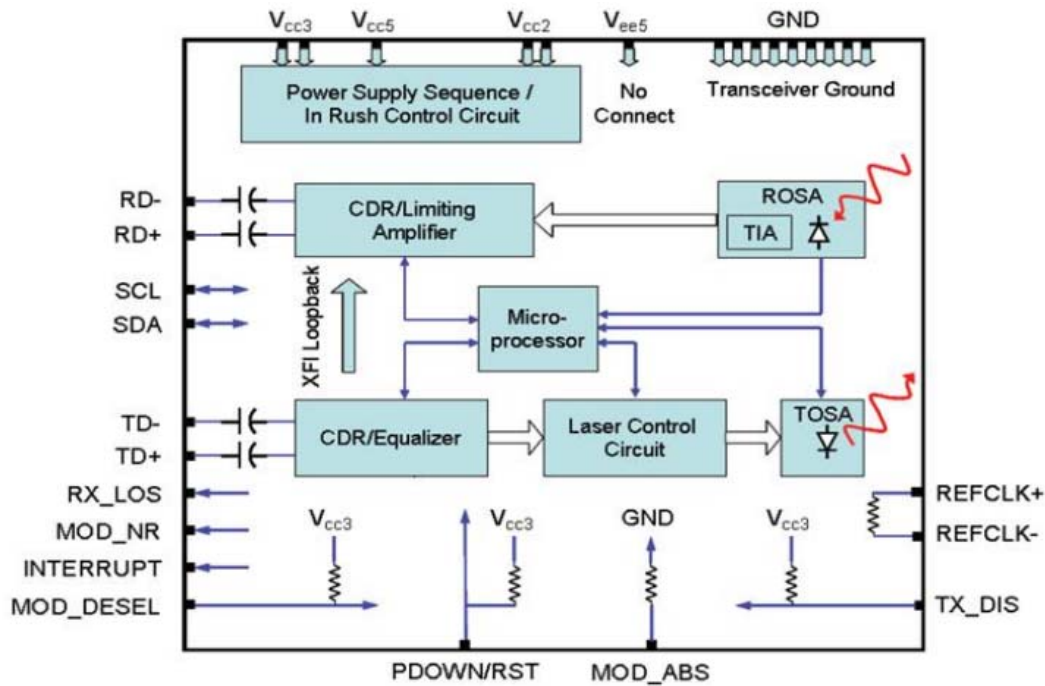 Vcc3
Vcc5
Vcc2
Vee5
GND
Power Supply Sequence /
In Rush Control Circuit
No
Connect
Transceiver Ground
RD-
RD+
CDR/Limiting
Amplifier
ROSA
TIA
SCL
SDA
XFI Loopback
Micro-
processor
TD-
TD+
CDR/Equalizer
Laser Control
Circuit
TOSA
RX_LOS
MOD_NR
INTERRUPT
MOD_DESEL
Vcc3
Vcc3
GND
Vcc3
REFCLK+
REFCLK-
TX_DIS
PDOWN/RST
MOD_ABS